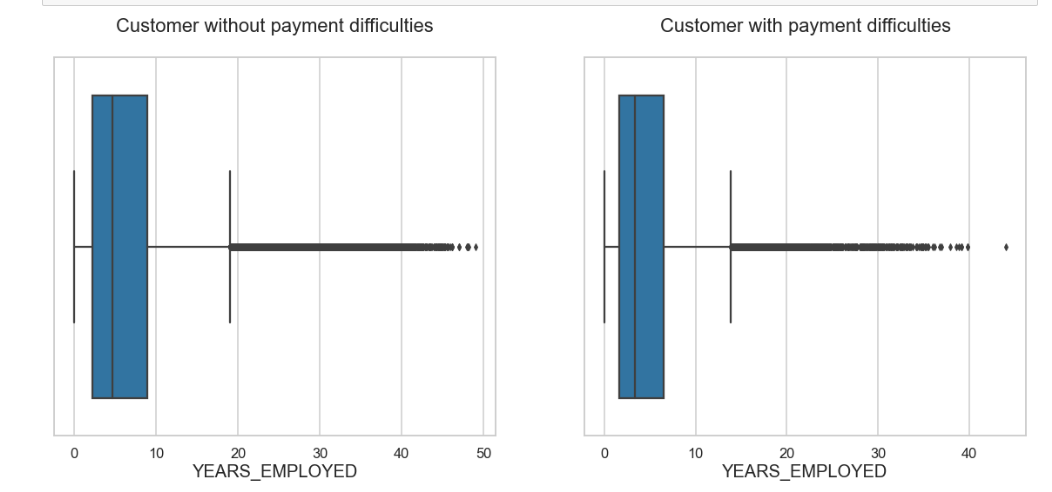 Customer without payment difficulties
Customer with payment difficulties
0 10 20 30 40 50
YEARS_EMPLOYED
0 10 20 30 40
YEARS_EMPLOYED